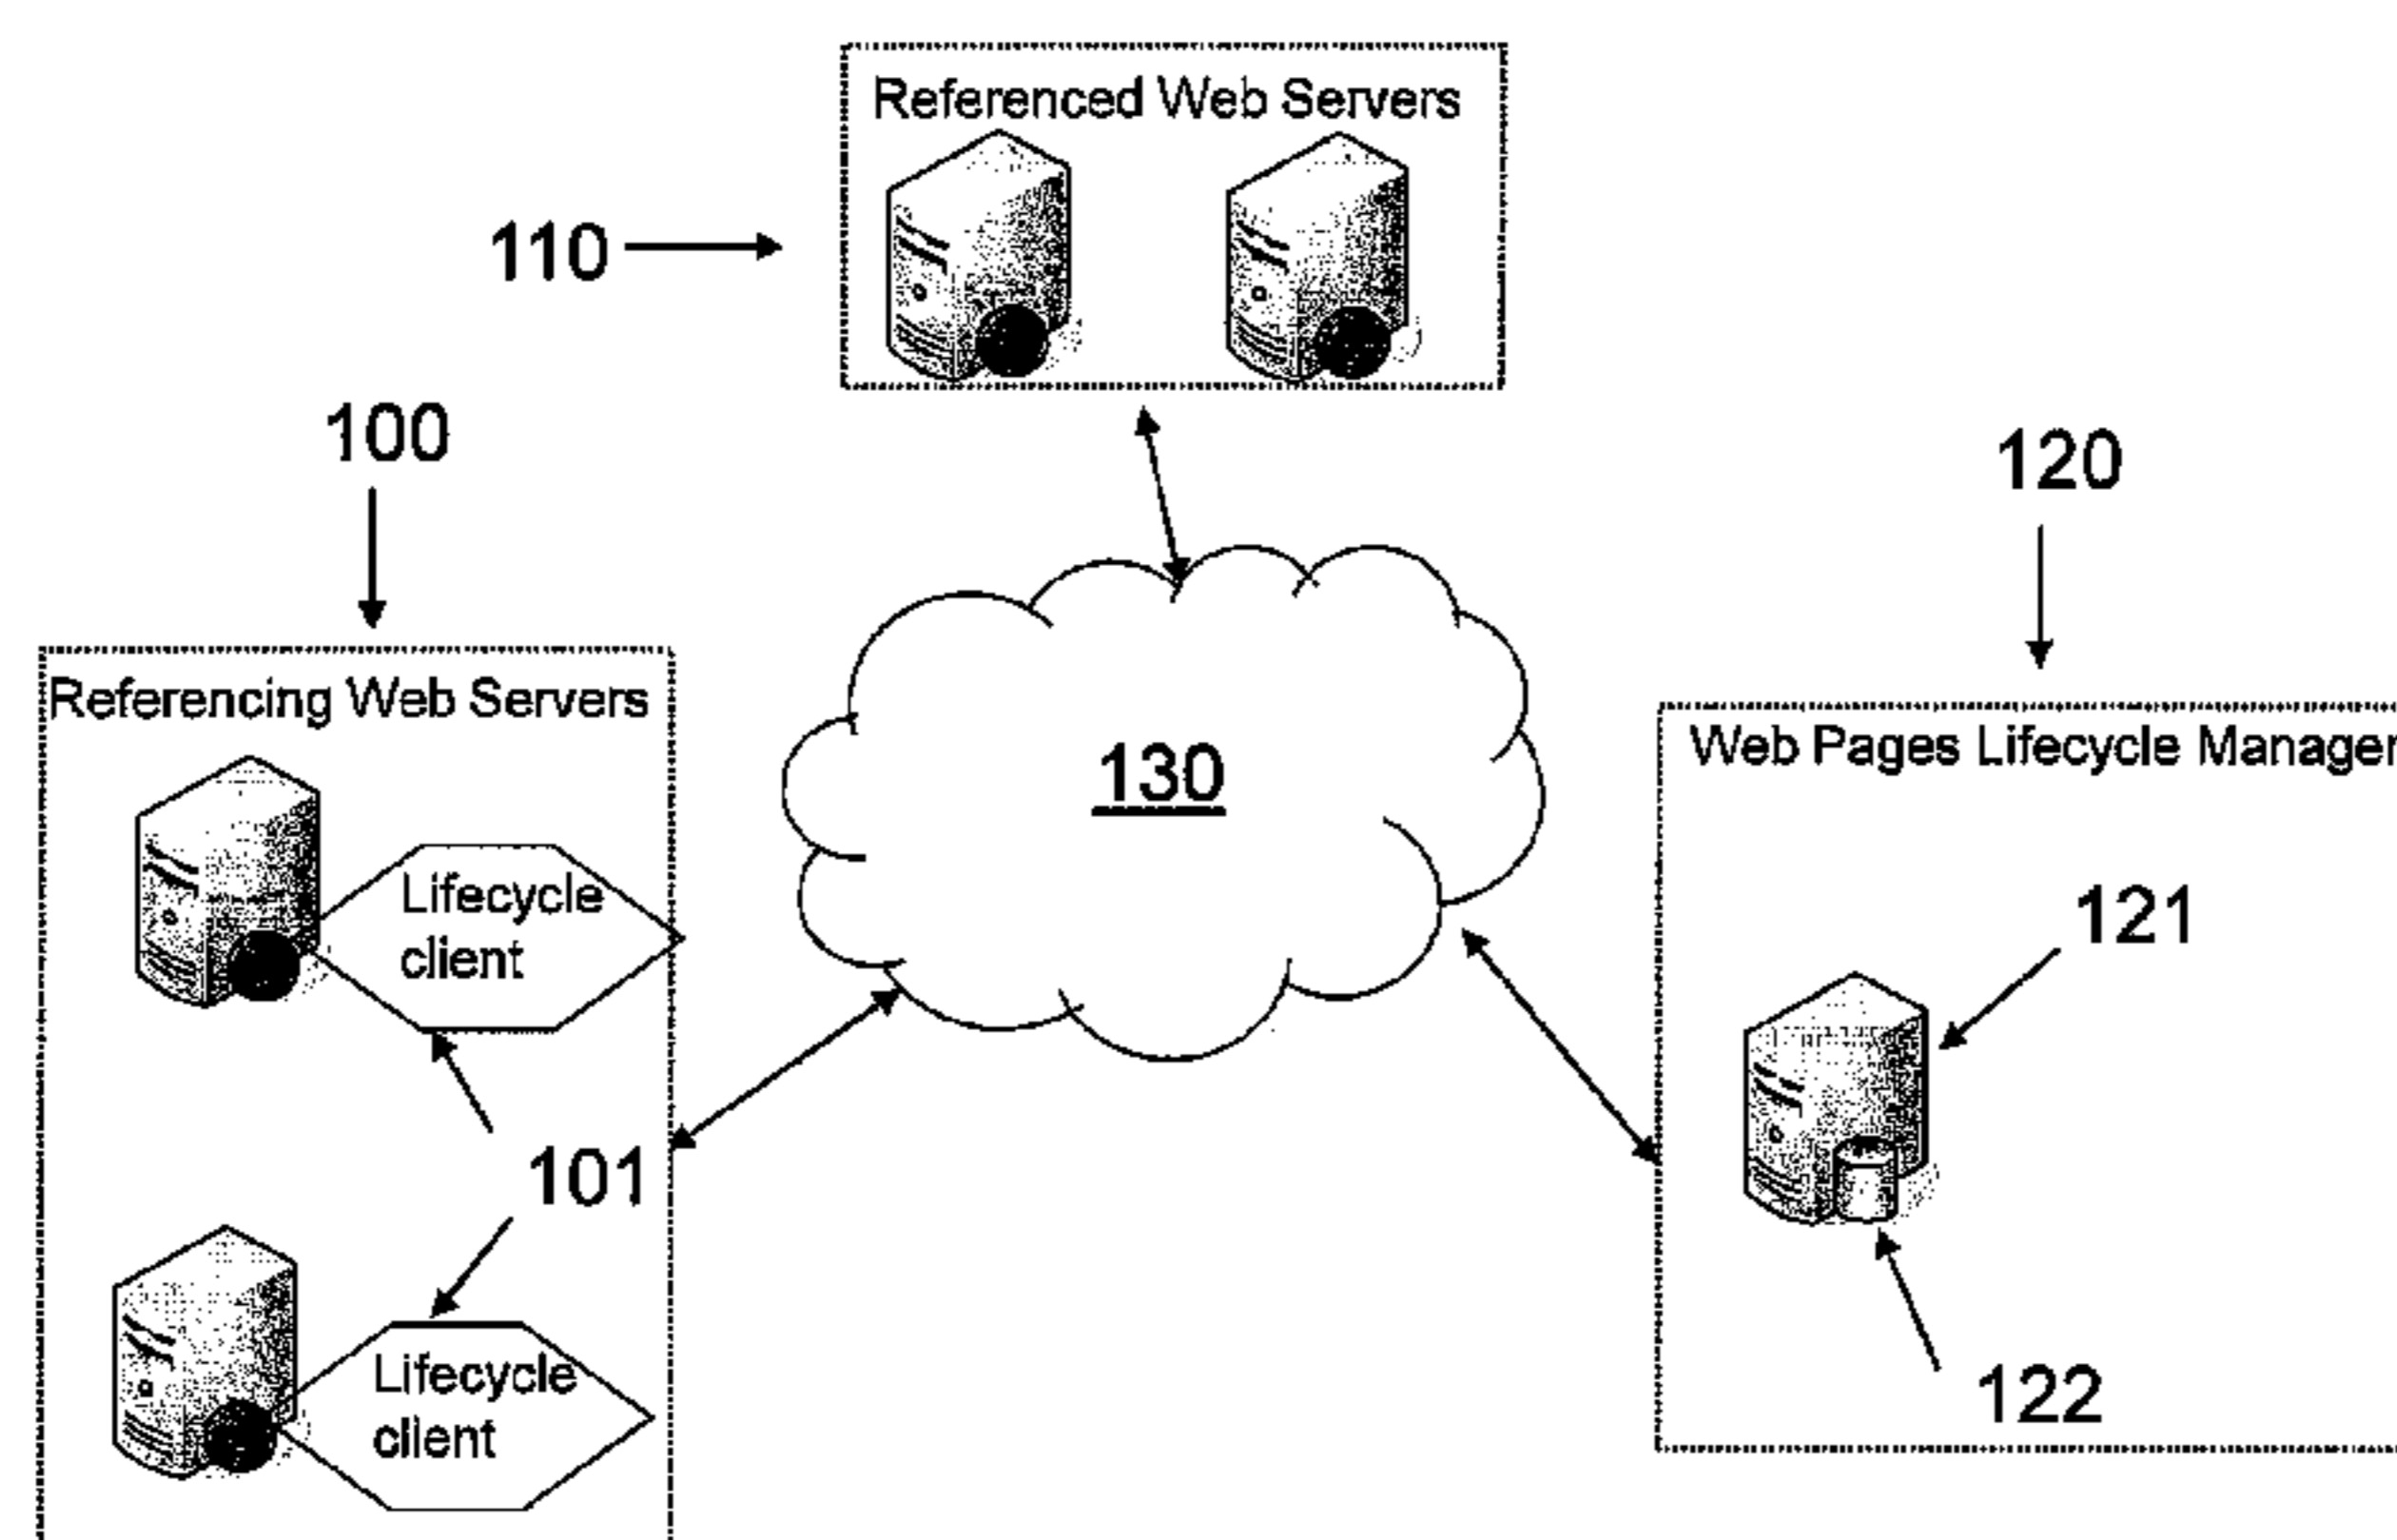 Referenced Web Servers
110
100
120
Referencing Web Servers
Web Pages Lifecycle Manager
130
Lifecycle
client
121
101
Lifecycle
client
122